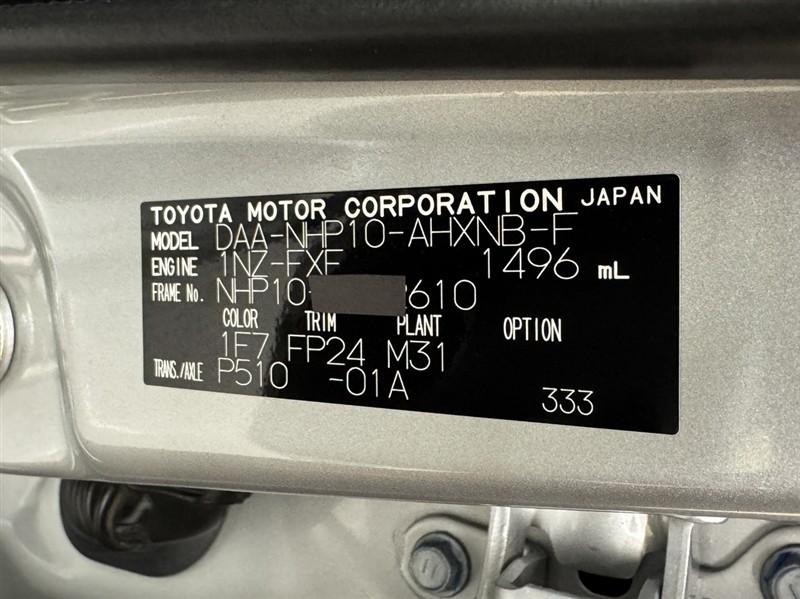 TOYOTA MOTOR CORPORATION JAPAN
MODEL DAA-NHP10-AHXNB-F
ENGINE 1NZ-FXE 1496 mL
FRAME No. NHP10- 610
COLOR TRIM PLANT OPTION
1F7 FP24 M31
TRANS./AXLE P510 -01A
333